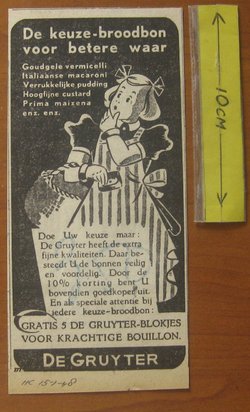 De keuze-broodbon
voor betere waar
Goudgele vermicelli
Italiaanse macaroni
Verrukkelijke pudding
Hooglfijne custard
Prima maizena
enz. enz.
10CM
Doe Uw keuze maar:
De Gruyter heeft de extra
fijne kwaliteiten. Daar be-
steedt U de bonnen veilig
en voordelig. Door de
10% korting bent U
bovendien goedkoper uit.
En als speciale attentie bij
iedere keuze-broodbon:
GRATIS 5 DE GRUYTER-BLOKJES
VOOR KRACHTIGE BOUILLON.
DE GRUYTER